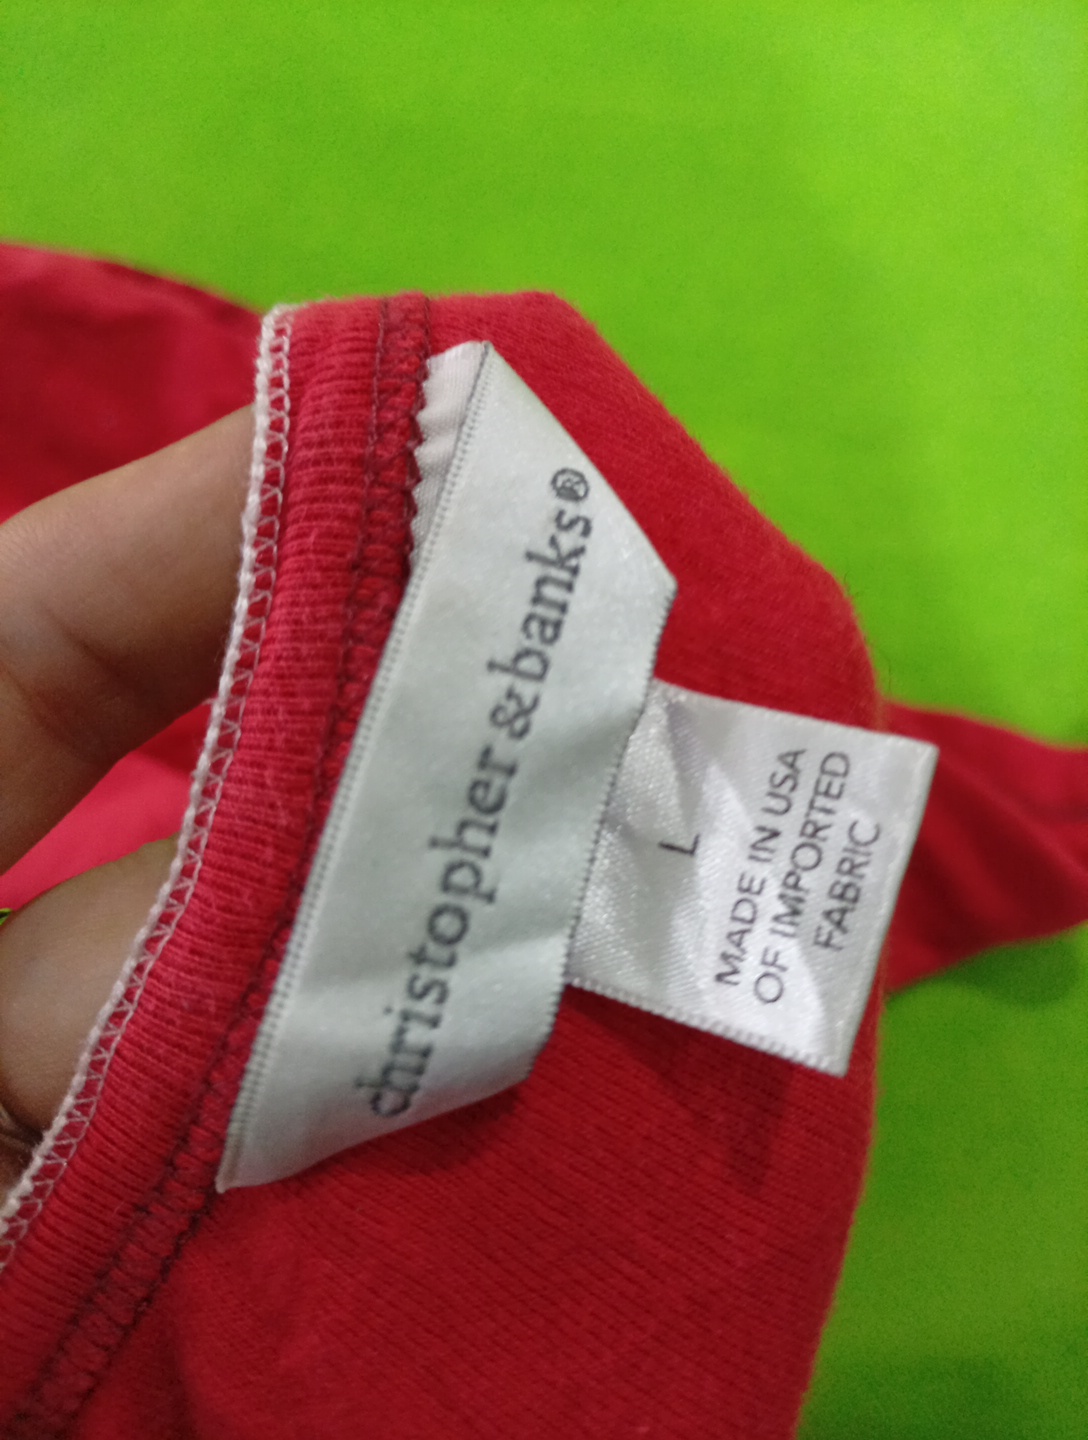 christopher&banks®
L
MADE IN USA
OF IMPORTED
FABRIC